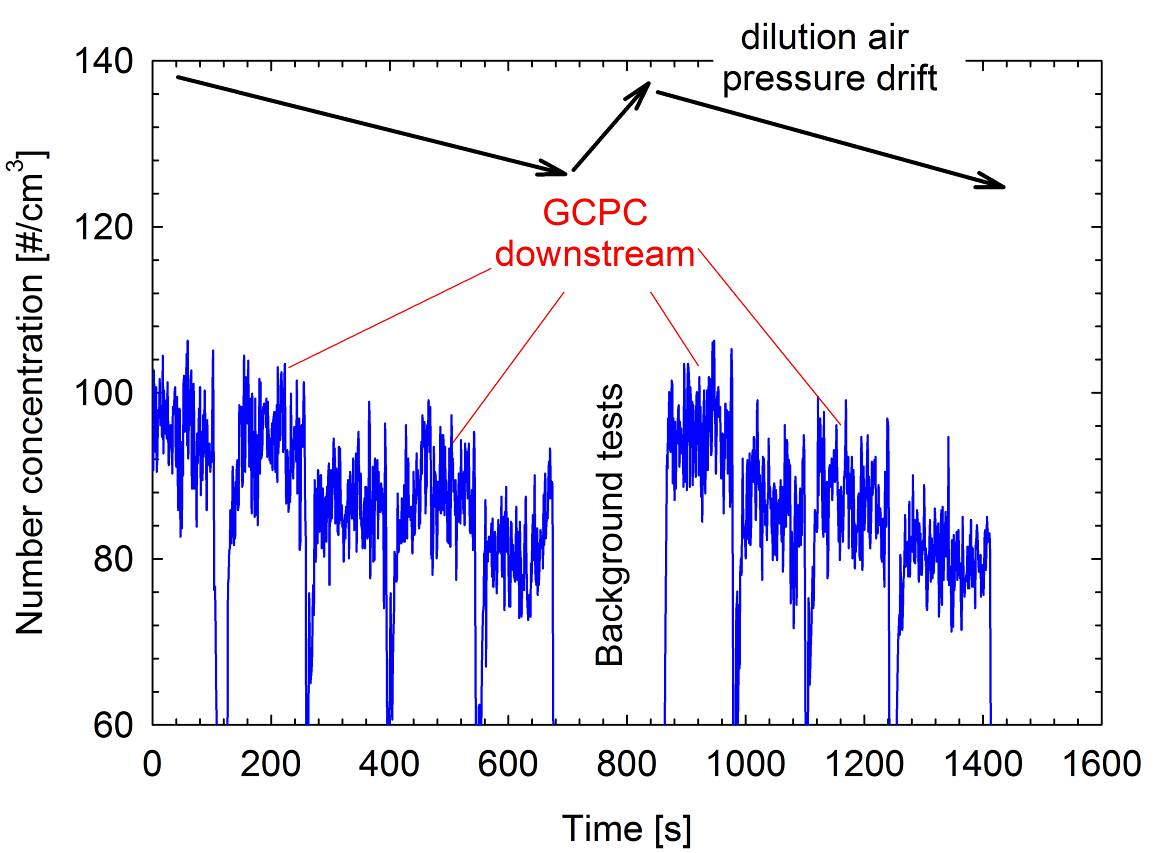 dilution air
pressure drift
140
120
100
80
60
GCPC
downstream
Background tests
Number concentration [#/cm³]
0
200
400
600
800
1000
1200
1400
1600
Time [s]